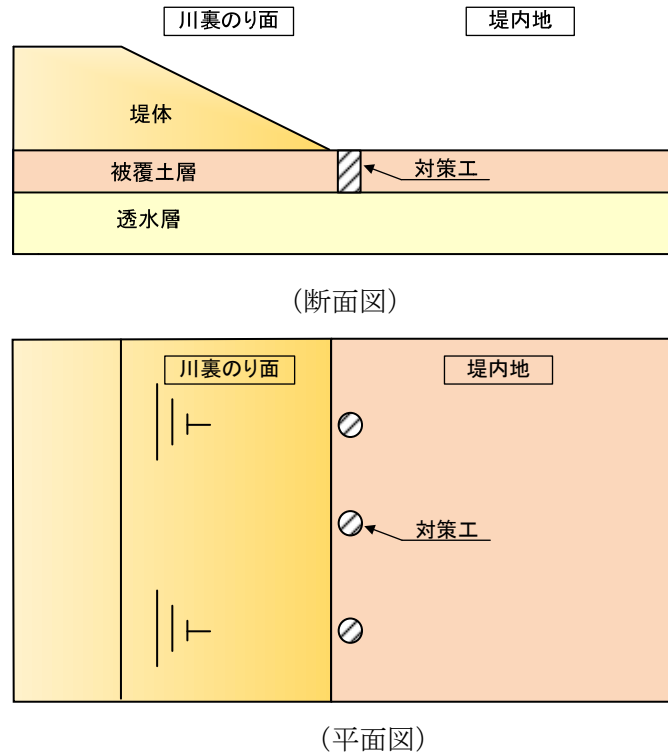 川裏のり面
堤内地
堤体
被覆土層
対策工
透水層
（断面図）
川裏のり面
堤内地
対策工
（平面図）